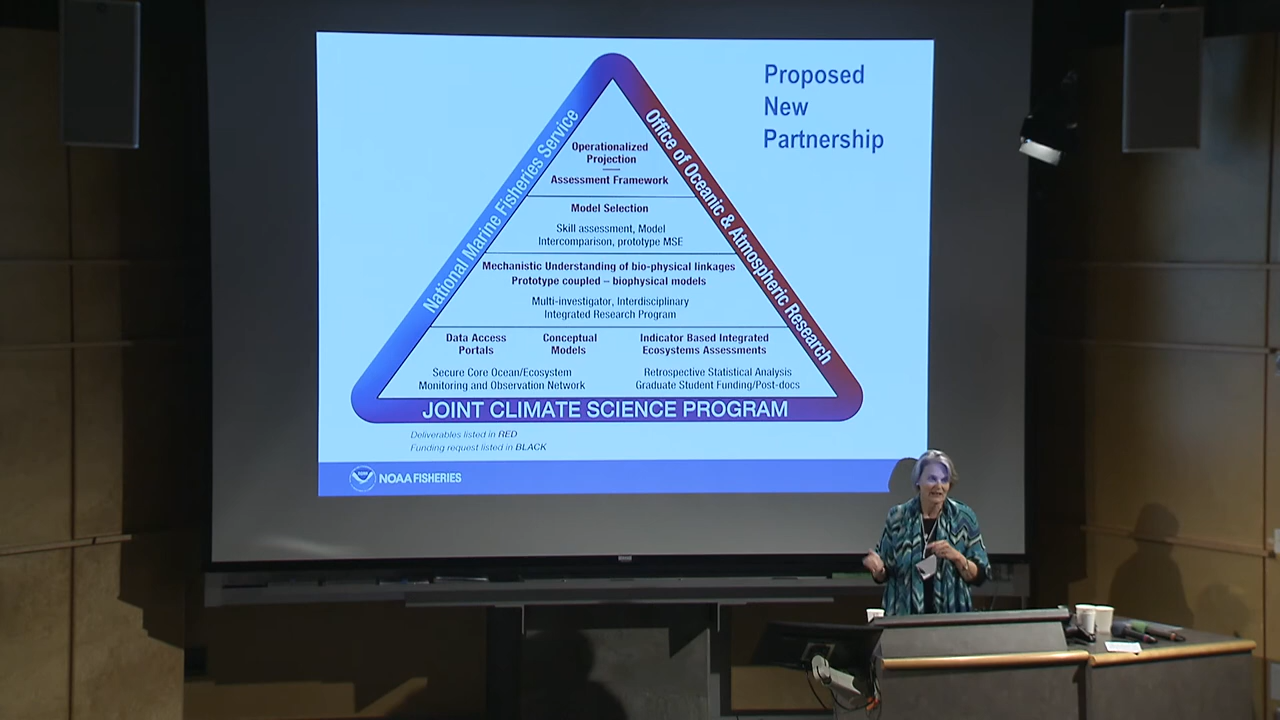 Proposed
New
Partnership
National Marine Fisheries Service
Office of Oceanic & Atmospheric Research
Operationalized
Projection
Assessment Framework
Model Selection
Skill assessment, Model
Intercomparison, prototype MSE
Mechanistic Understanding of bio-physical linkages
Prototype coupled – biophysical models
Multi-investigator, Interdisciplinary
Integrated Research Program
Data Access
Portals
Conceptual
Models
Indicator Based Integrated
Ecosystems Assessments
Secure Core Ocean/Ecosystem
Monitoring and Observation Network
Retrospective Statistical Analysis
Graduate Student Funding/Post-docs
JOINT CLIMATE SCIENCE PROGRAM
Deliverables listed in RED
Funding request listed in BLACK
NOAA FISHERIES